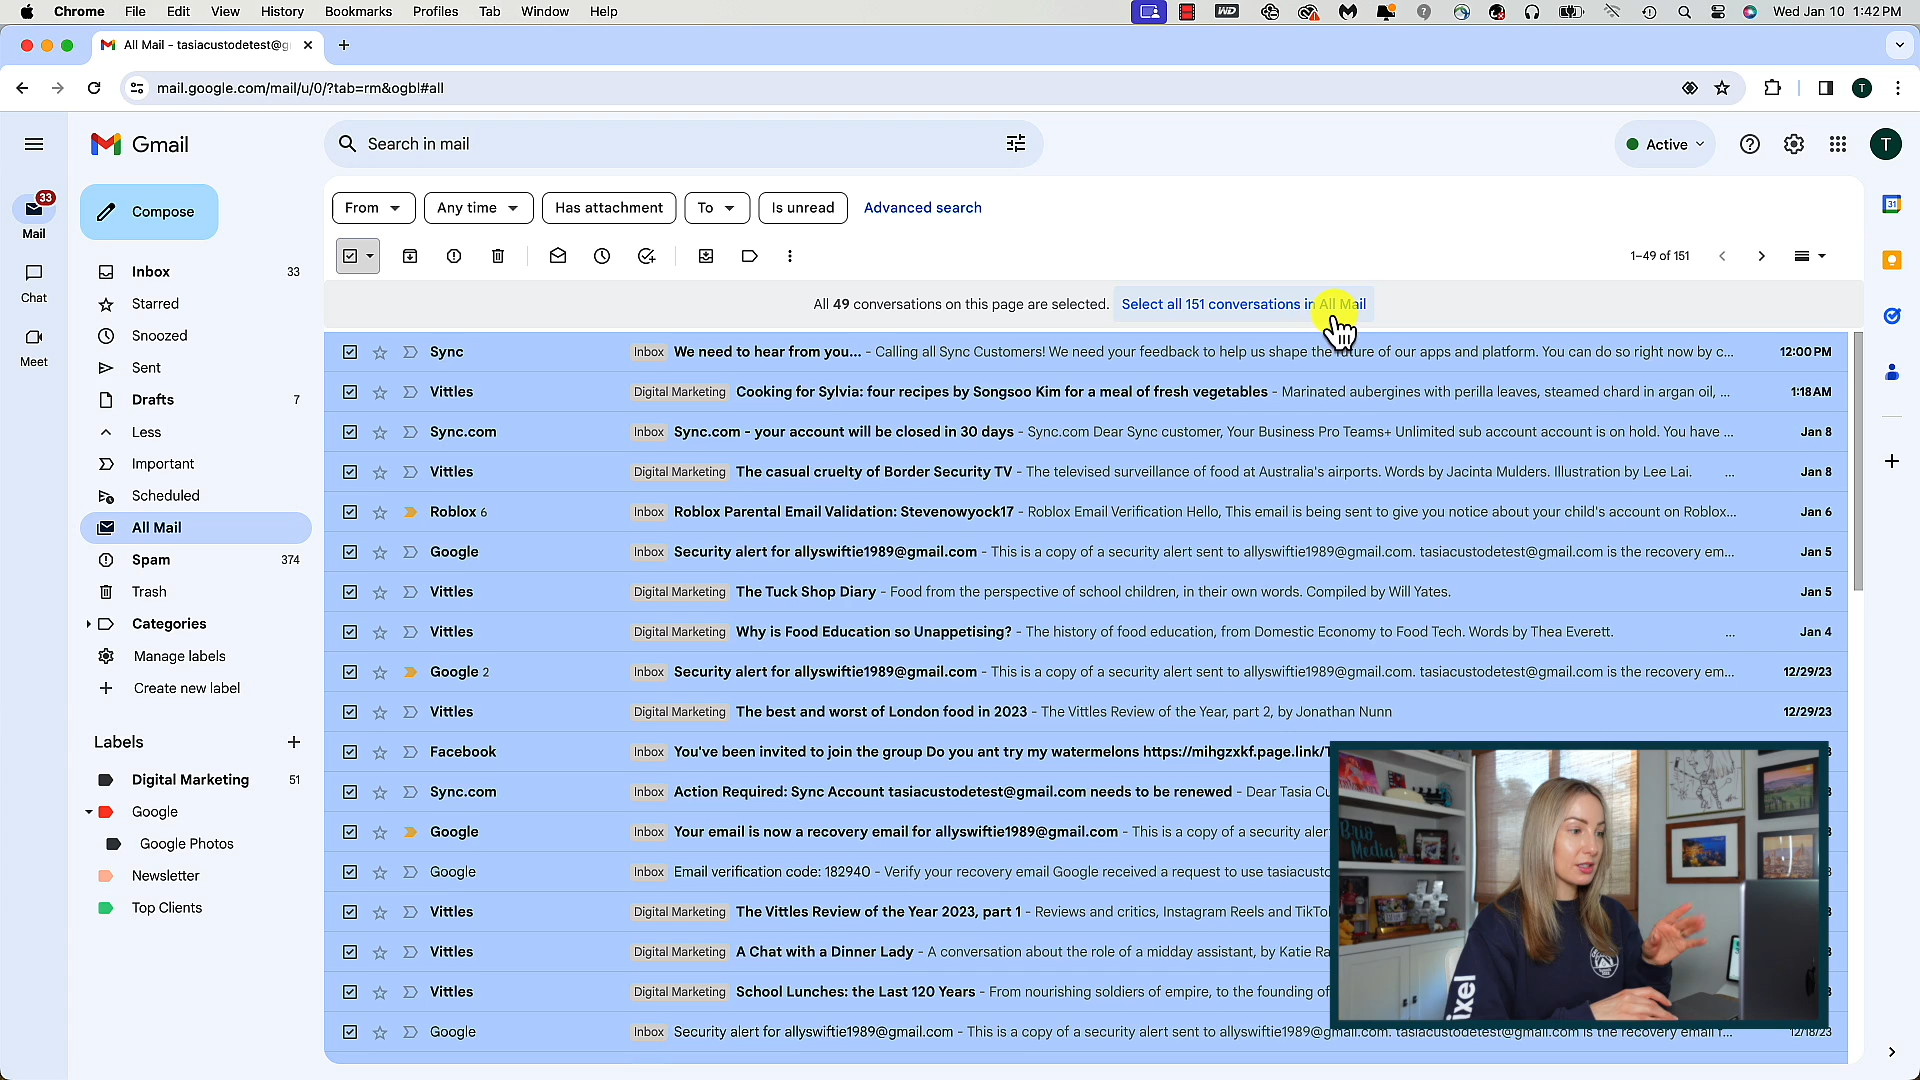 Chrome File Edit View History Bookmarks Profiles Tab Window Help Wed Jan 10 1:42 PM
All Mail - tasiacustodetest@g
mail.google.com/mail/u/0/?tab=rm&ogbl#all T
Gmail Search in mail Active T
From Any time Has attachment To Is unread Advanced search
33
Mail
Chat
Meet
Compose
Inbox 33
Starred
Snoozed
Sent
Drafts 7
Less
Important
Scheduled
All Mail
Spam 374
Trash
Categories
Manage labels
Create new label
Labels
Digital Marketing 51
Google
Google Photos
Newsletter
Top Clients
1–49 of 151
All 49 conversations on this page are selected. Select all 151 conversations in All Mail
Sync Inbox We need to hear from you... - Calling all Sync Customers! We need your feedback to help us shape the future of our apps and platform. You can do so right now by c... 12:00 PM
Vittles Digital Marketing Cooking for Sylvia: four recipes by Songsoo Kim for a meal of fresh vegetables - Marinated aubergines with perilla leaves, steamed chard in argan oil, ... 1:18 AM
Sync.com Inbox Sync.com - your account will be closed in 30 days - Sync.com Dear Sync customer, Your Business Pro Teams+ Unlimited sub account account is on hold. You have ... Jan 8
Vittles Digital Marketing The casual cruelty of Border Security TV - The televised surveillance of food at Australia's airports. Words by Jacinta Mulders. Illustration by Lee Lai. ... Jan 8
Roblox 6 Inbox Roblox Parental Email Validation: Stevenowyock17 - Roblox Email Verification Hello, This email is being sent to give you notice about your child's account on Roblox... Jan 6
Google Inbox Security alert for allyswiftie1989@gmail.com - This is a copy of a security alert sent to allyswiftie1989@gmail.com. tasiacustodetest@gmail.com is the recovery em... Jan 5
Vittles Digital Marketing The Tuck Shop Diary - Food from the perspective of school children, in their own words. Compiled by Will Yates. Jan 5
Vittles Digital Marketing Why is Food Education so Unappetising? - The history of food education, from Domestic Economy to Food Tech. Words by Thea Everett. ... Jan 4
Google 2 Inbox Security alert for allyswiftie1989@gmail.com - This is a copy of a security alert sent to allyswiftie1989@gmail.com. tasiacustodetest@gmail.com is the recovery em... 12/29/23
Vittles Digital Marketing The best and worst of London food in 2023 - The Vittles Review of the Year, part 2, by Jonathan Nunn 12/29/23
Facebook Inbox You've been invited to join the group Do you ant try my watermelons https://mihgzxkf.page.link/T
Sync.com Inbox Action Required: Sync Account tasiacustodetest@gmail.com needs to be renewed - Dear Tasia Cu
Google Inbox Your email is now a recovery email for allyswiftie1989@gmail.com - This is a copy of a security aler
Google Inbox Email verification code: 182940 - Verify your recovery email Google received a request to use tasiacusto
Vittles Digital Marketing The Vittles Review of the Year 2023, part 1 - Reviews and critics, Instagram Reels and TikTo
Vittles Digital Marketing A Chat with a Dinner Lady - A conversation about the role of a midday assistant, by Katie Ra
Vittles Digital Marketing School Lunches: the Last 120 Years - From nourishing soldiers of empire, to the founding of
Google Inbox Security alert for allyswiftie1989@gmail.com - This is a copy of a security alert sent to allyswiftie1989@gmail.com. tasiacustodetest@gmail.com is the recovery email f... 12/18/23
31
Brio
Media
ixel